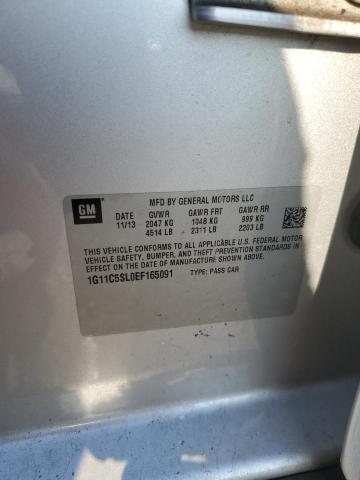 GM
MFD BY GENERAL MOTORS LLC
DATE GVWR GAWR FRT GAWR RR
11/13 2047 KG 1048 KG 999 KG
4514 LB 2311 LB 2203 LB
THIS VEHICLE CONFORMS TO ALL APPLICABLE U.S. FEDERAL MOTOR
VEHICLE SAFETY, BUMPER, AND THEFT PREVENTION STANDARDS
IN EFFECT ON THE DATE OF MANUFACTURE SHOWN ABOVE.
1G11C5SL0EF165091 TYPE: PASS CAR